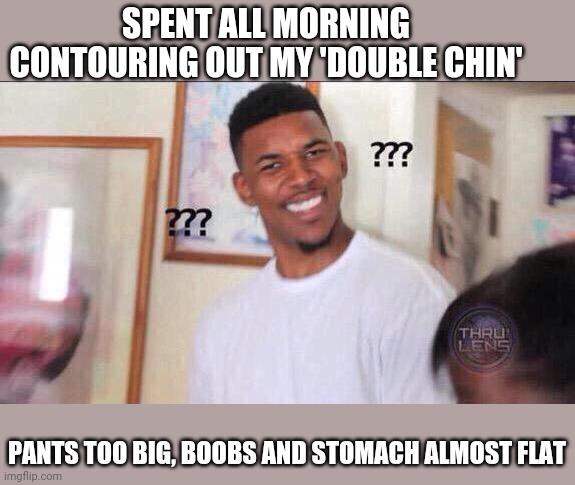 SPENT ALL MORNING
CONTOURING OUT MY 'DOUBLE CHIN'
???
???
THRU'
LENS
PANTS TOO BIG, BOOBS AND STOMACH ALMOST FLAT
imgflip.com